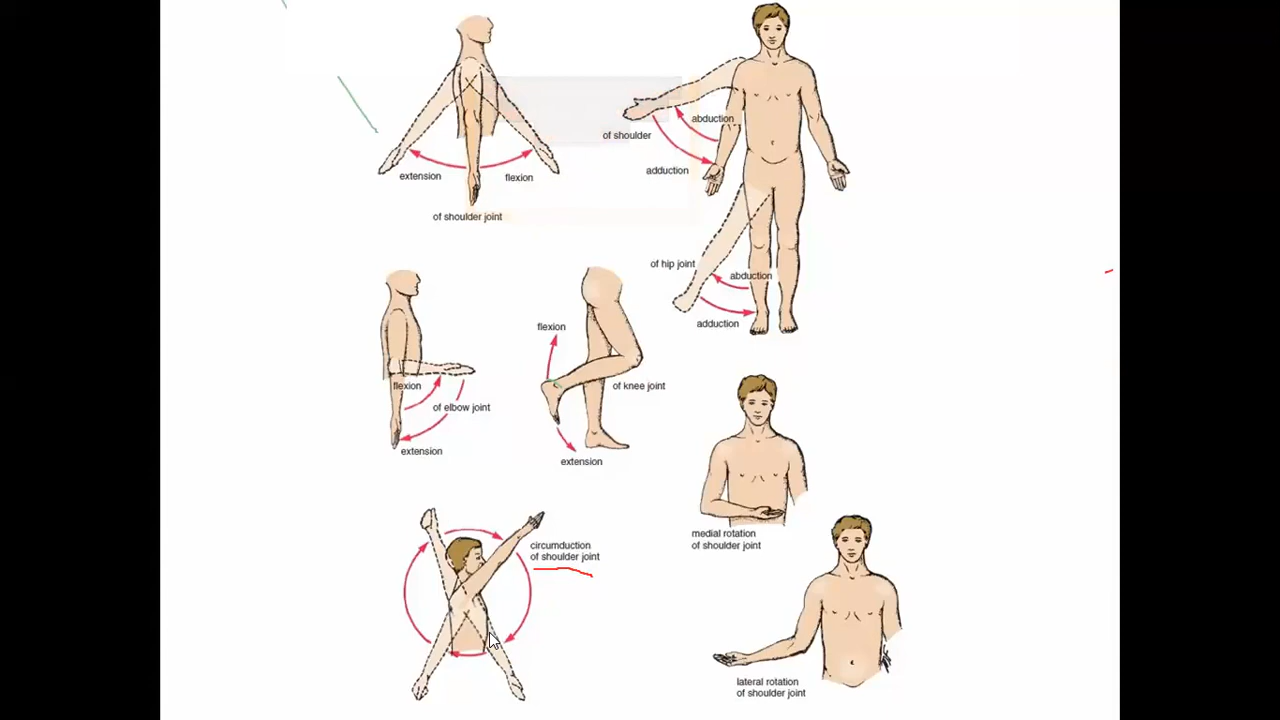 extension
flexion
of shoulder joint
of shoulder
abduction
adduction
of hip joint
abduction
adduction
flexion
of elbow joint
extension
flexion
of knee joint
extension
circumduction
of shoulder joint
medial rotation
of shoulder joint
lateral rotation
of shoulder joint